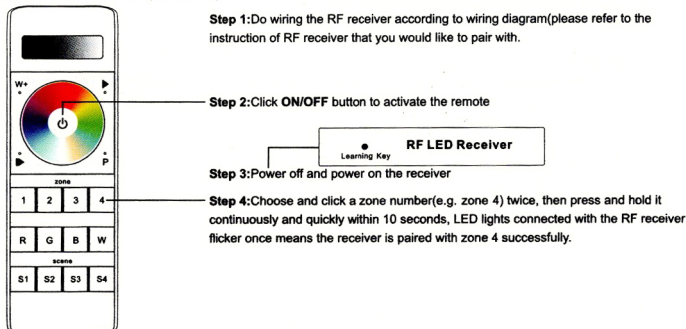 Step 1:Do wiring the RF receiver according to wiring diagram(please refer to the
instruction of RF receiver that you would like to pair with.
W+
Step 2:Click ON/OFF button to activate the remote
RF LED Receiver
Learning Key
P
Step 3:Power off and power on the receiver
zone
1 2 3 4
Step 4:Choose and click a zone number(e.g. zone 4) twice, then press and hold it
continuously and quickly within 10 seconds, LED lights connected with the RF receiver
flicker once means the receiver is paired with zone 4 successfully.
R G B W
scene
S1 S2 S3 S4